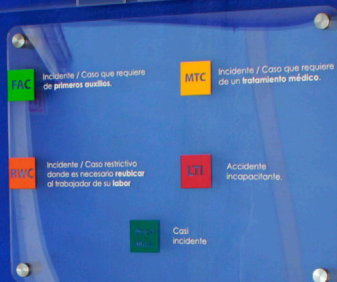 FAC
Incidente / Caso que requiere
de primeros auxilios.
MTC
Incidente / Caso que requiere
de un tratamiento médico.
RWC
Incidente / Caso restrictivo
donde es necesario reubicar
al trabajador de su labor
Accidente
incapacitante.
Casi
incidente